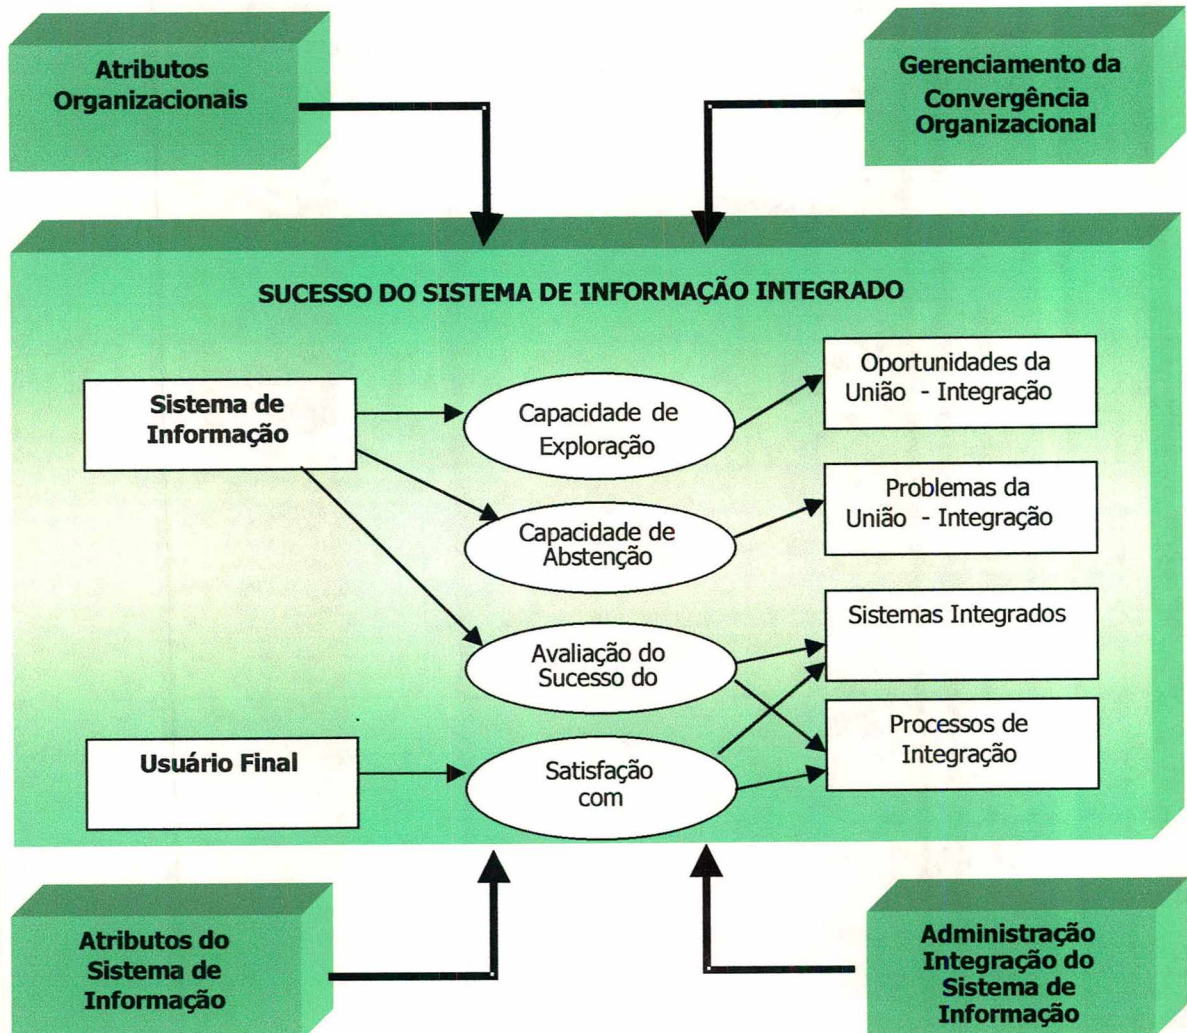 Atributos
Organizacionais
Gerenciamento da
Convergência
Organizacional
SUCESSO DO SISTEMA DE INFORMAÇÃO INTEGRADO
Sistema de
Informação
Capacidade de
Exploração
Oportunidades da
União - Integração
Capacidade de
Abstenção
Problemas da
União - Integração
Avaliação do
Sucesso do
Sistemas Integrados
Usuário Final
Satisfação
com
Processos de
Integração
Atributos do
Sistema de
Informação
Administração
Integração do
Sistema de
Informação